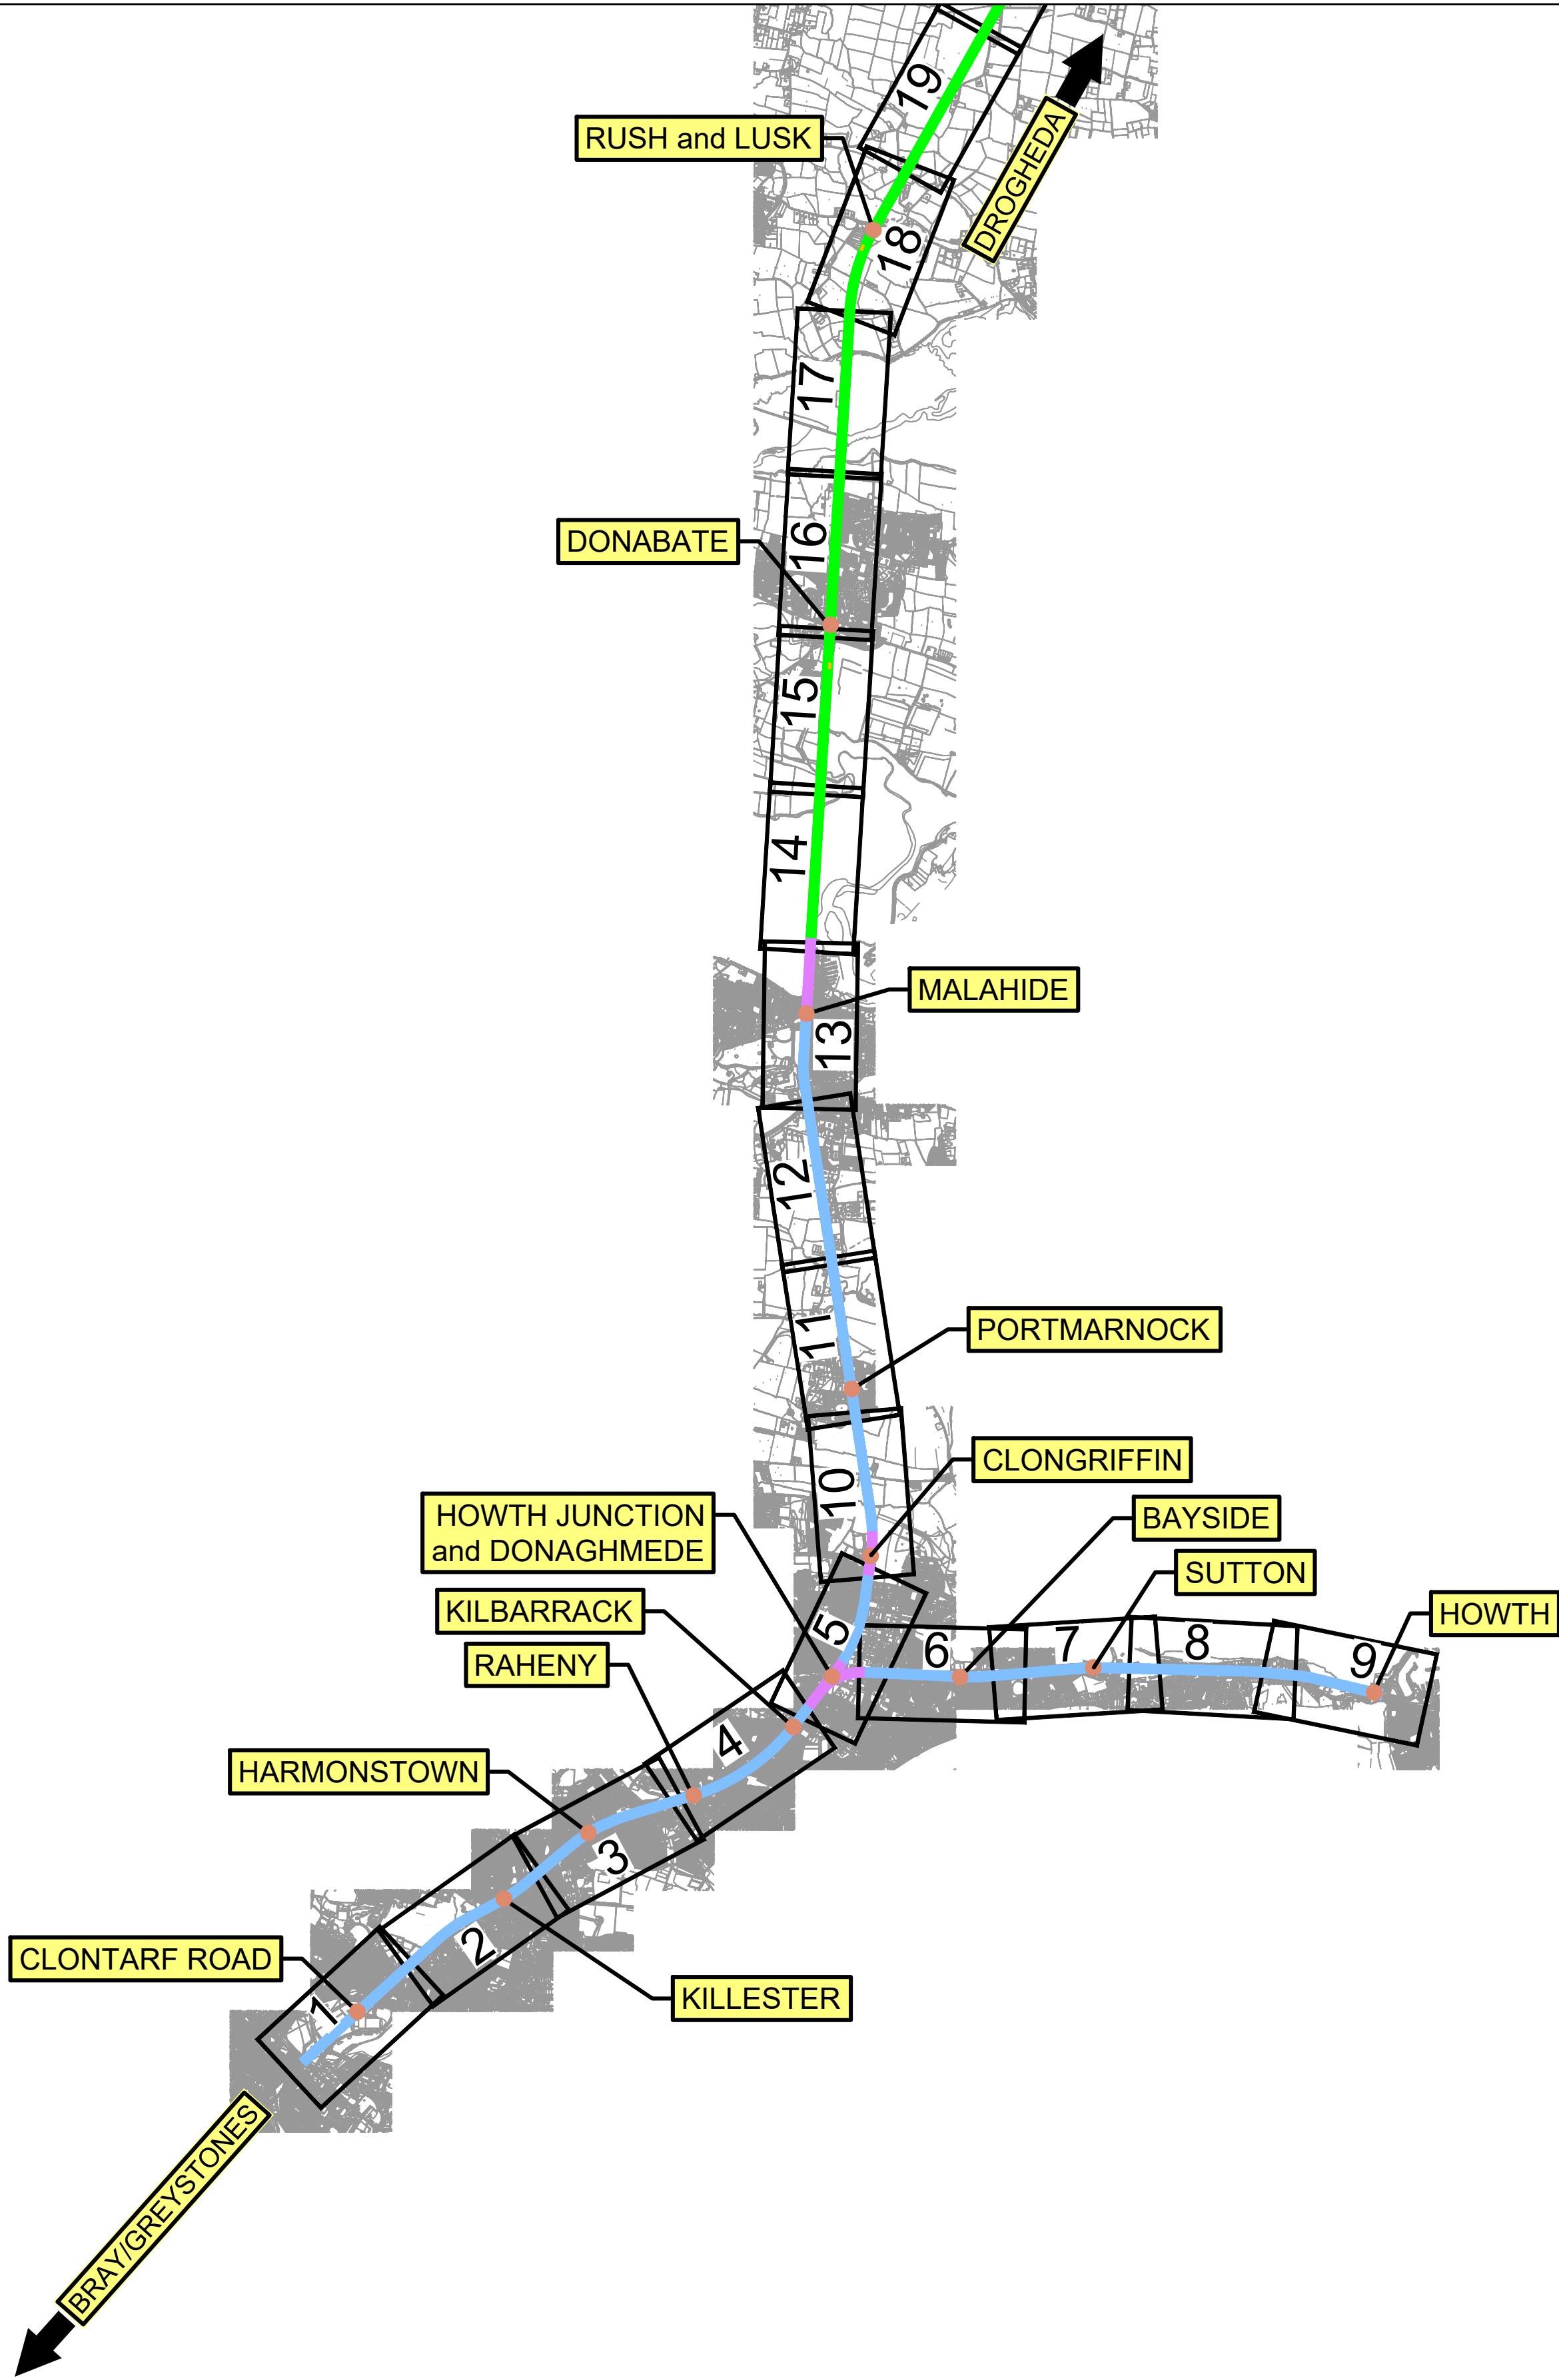 19
RUSH and LUSK
DROGHEDA
18
17
DONABATE
16
15
14
MALAHIDE
13
12
PORTMARNOCK
11
CLONGRIFFIN
10
HOWTH JUNCTION
and DONAGHMEDE
BAYSIDE
SUTTON
KILBARRACK
HOWTH
5
6
7
8
9
RAHENY
4
HARMONSTOWN
3
2
CLONTARF ROAD
KILLESTER
1
BRAY/GREYSTONES